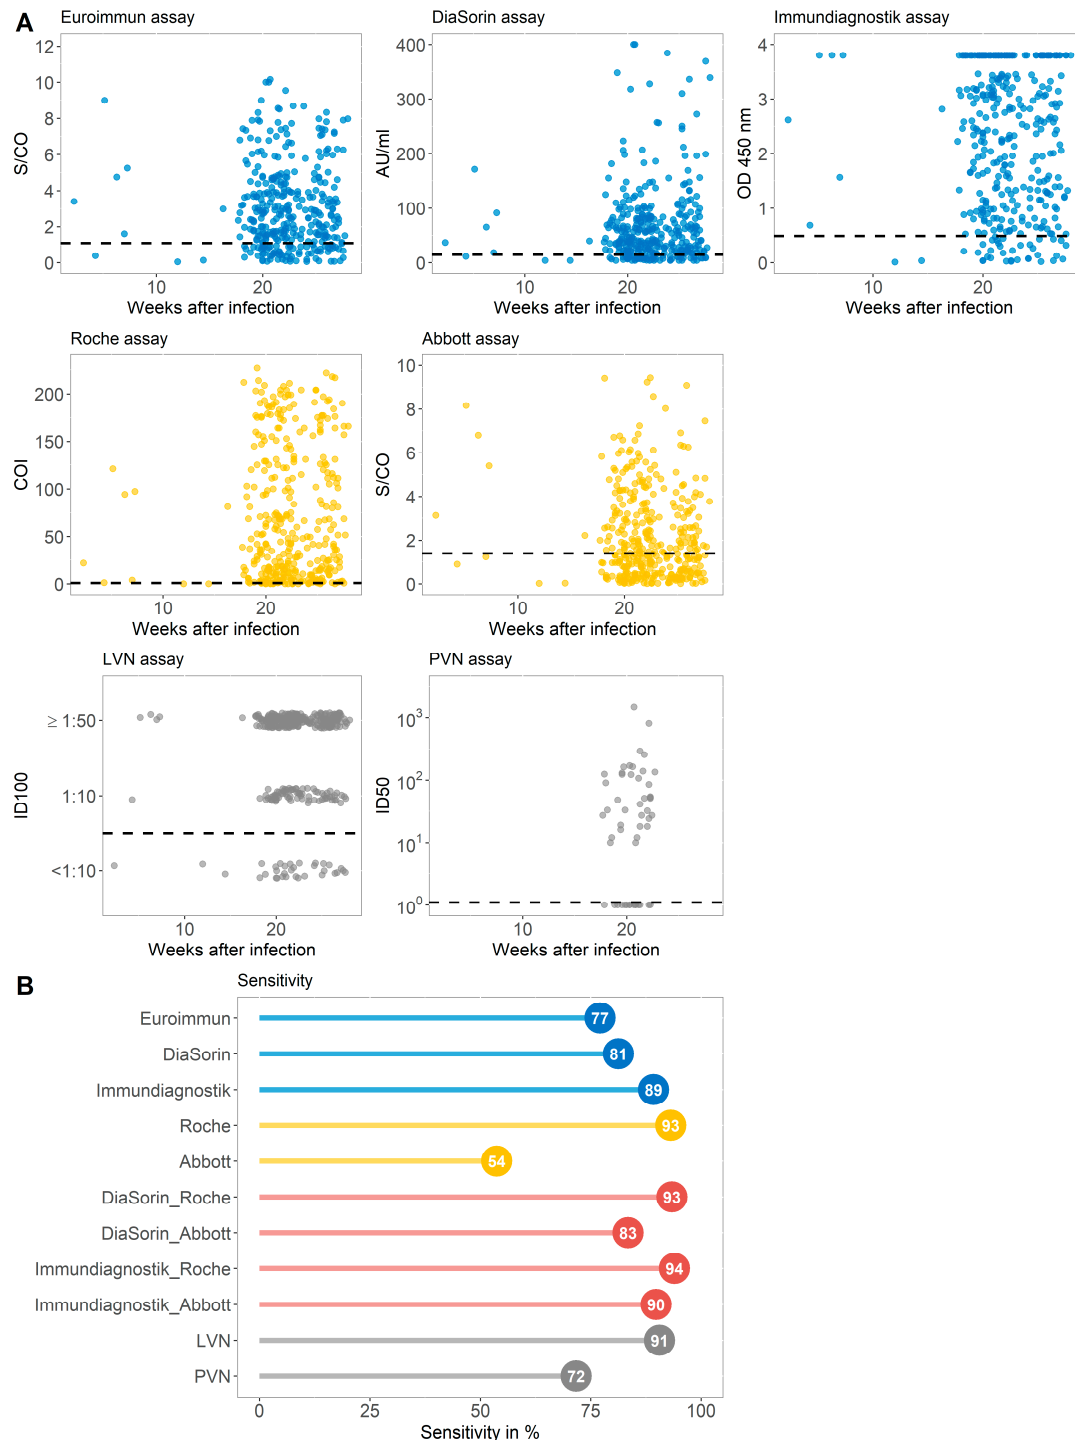 A
Euroimmun assay
DiaSorin assay
Immundiagnostik assay
S/CO
12
10
8
6
4
2
0
10
20
Weeks after infection
AU/ml
400
300
200
100
0
10
20
Weeks after infection
OD 450 nm
4
3
2
1
0
10
20
Weeks after infection
Roche assay
Abbott assay
COI
200
150
100
50
0
10
20
Weeks after infection
S/CO
10
8
6
4
2
0
10
20
Weeks after infection
LVN assay
PVN assay
ID100
≥ 1:50
1:10
<1:10
10
20
Weeks after infection
ID50
10³
10²
10¹
10⁰
10
20
Weeks after infection
B
Sensitivity
Euroimmun 77
DiaSorin 81
Immundiagnostik 89
Roche 93
Abbott 54
DiaSorin_Roche 93
DiaSorin_Abbott 83
Immundiagnostik_Roche 94
Immundiagnostik_Abbott 90
LVN 91
PVN 72
0 25 50 75 100
Sensitivity in %